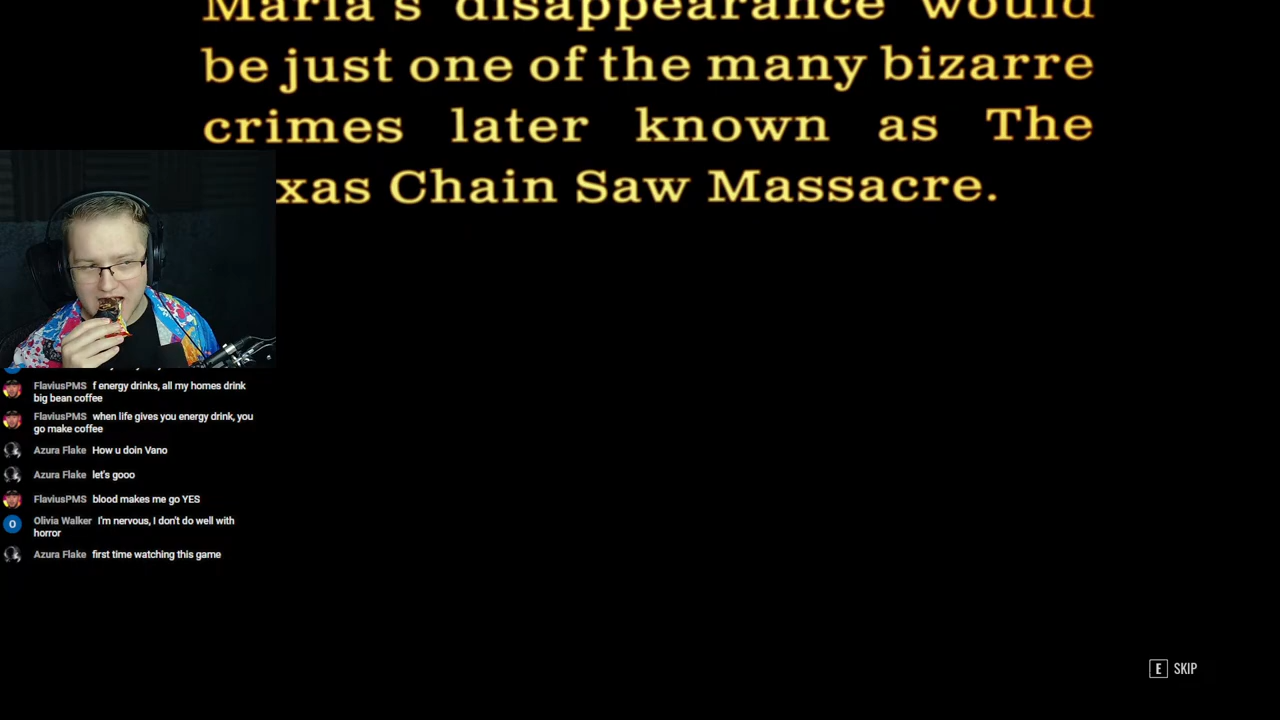 Maria's disappearance would
be just one of the many bizarre
crimes later known as The
xas Chain Saw Massacre.
FlaviusPMS f energy drinks, all my homes drink
big bean coffee
FlaviusPMS when life gives you energy drink, you
go make coffee
Azura Flake How u doin Vano
Azura Flake let's gooo
FlaviusPMS blood makes me go YES
O Olivia Walker I'm nervous, I don't do well with
horror
Azura Flake first time watching this game
E SKIP